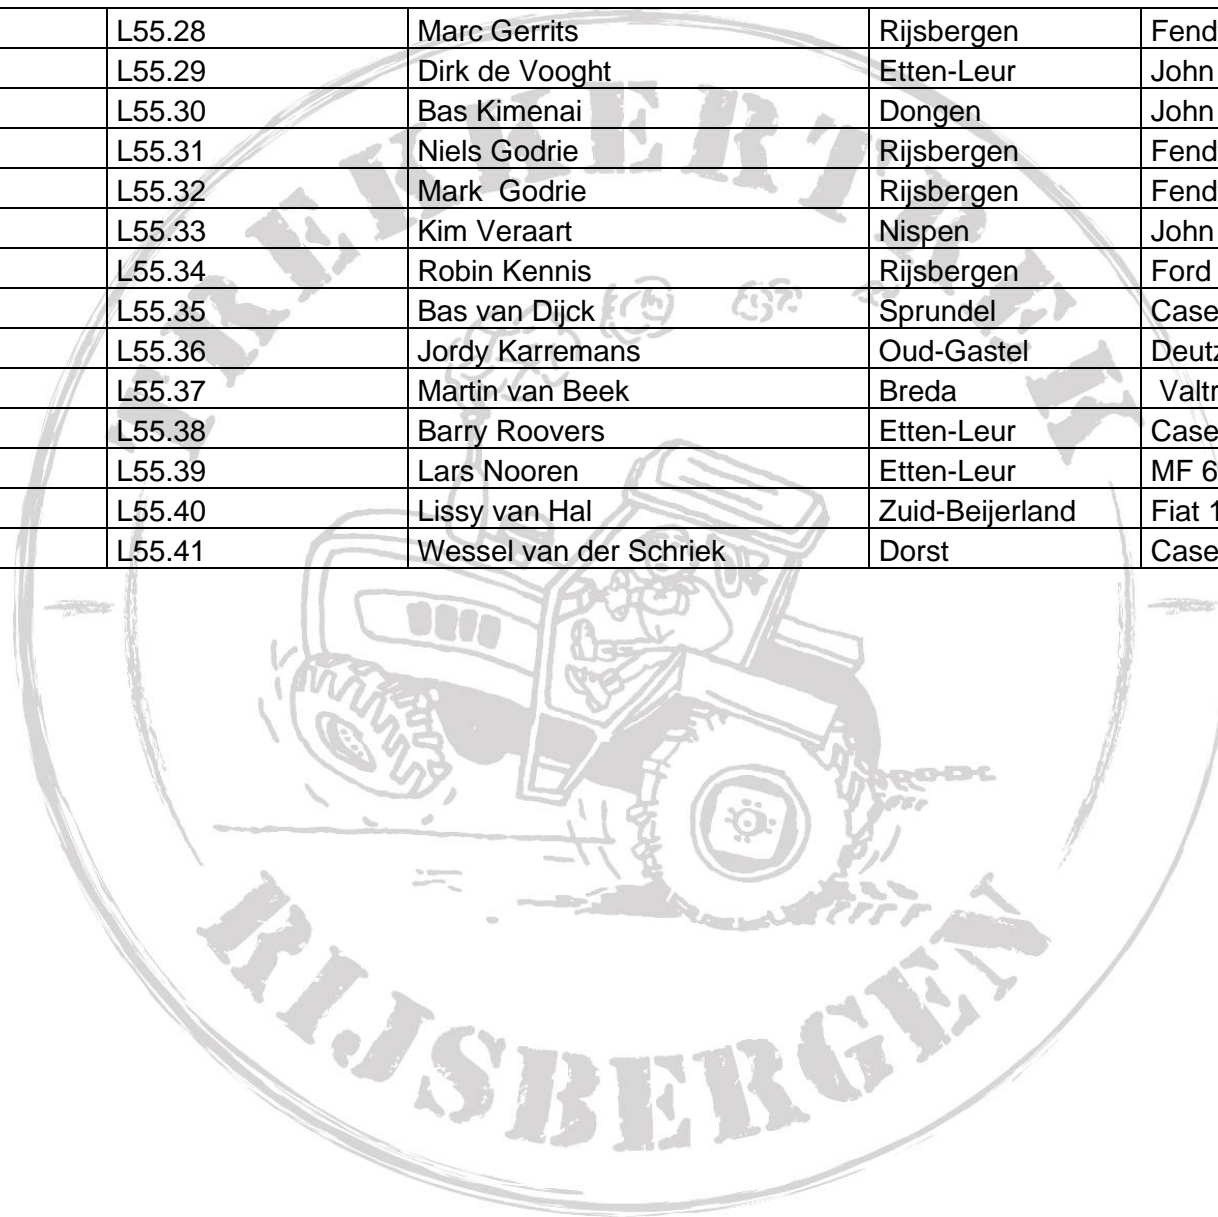 L55.28 Marc Gerrits Rijsbergen Fend
L55.29 Dirk de Vooght Etten-Leur John
L55.30 Bas Kimenai Dongen John
L55.31 Niels Godrie Rijsbergen Fend
L55.32 Mark  Godrie Rijsbergen Fend
L55.33 Kim Veraart Nispen John
L55.34 Robin Kennis Rijsbergen Ford
L55.35 Bas van Dijck Sprundel Case
L55.36 Jordy Karremans Oud-Gastel Deutz
L55.37 Martin van Beek Breda Valtr
L55.38 Barry Roovers Etten-Leur Case
L55.39 Lars Nooren Etten-Leur MF 6
L55.40 Lissy van Hal Zuid-Beijerland Fiat 1
L55.41 Wessel van der Schriek Dorst Case
TREKKERTREK
RIJSBERGEN